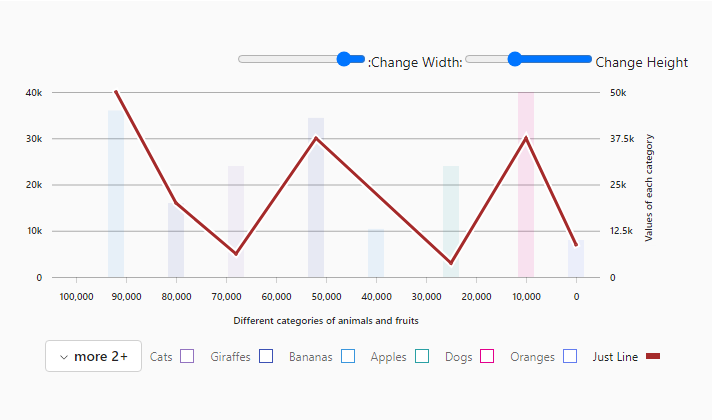 :Change Width: Change Height
40k 50k
30k 37.5k
20k 25k
10k 12.5k
0 0
Values of each category
100,000 90,000 80,000 70,000 60,000 50,000 40,000 30,000 20,000 10,000 0
Different categories of animals and fruits
more 2+ Cats Giraffes Bananas Apples Dogs Oranges Just Line